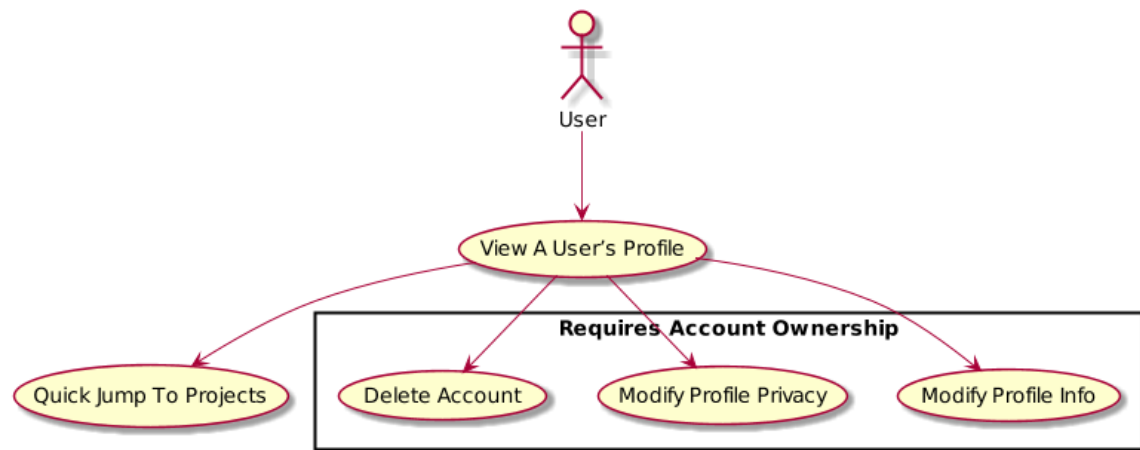 User
View A User’s Profile
Requires Account Ownership
Quick Jump To Projects
Delete Account
Modify Profile Privacy
Modify Profile Info